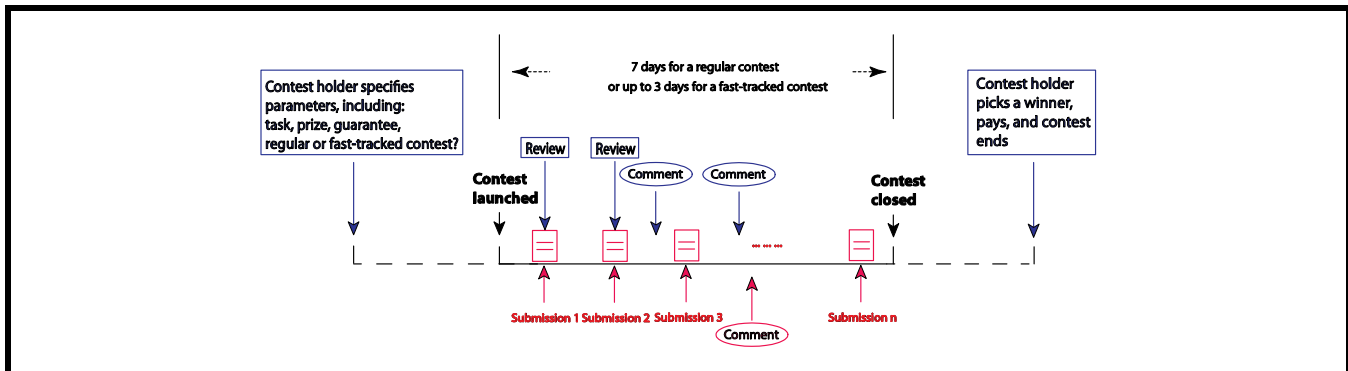 7 days for a regular contest
or up to 3 days for a fast-tracked contest
Contest holder specifies
parameters, including:
task, prize, guarantee,
regular or fast-tracked contest?
Contest holder
picks a winner,
pays, and contest
ends
Review
Review
Comment
Comment
Contest
launched
Contest
closed
... ... ...
Submission 1
Submission 2
Submission 3
Submission n
Comment